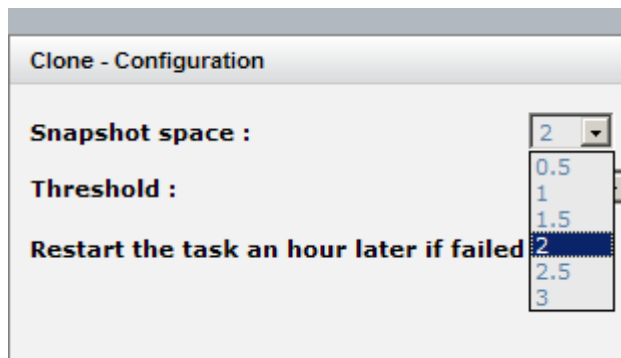 Clone - Configuration
Snapshot space :
2
0.5
Threshold :
1
1.5
Restart the task an hour later if failed
2
2.5
3